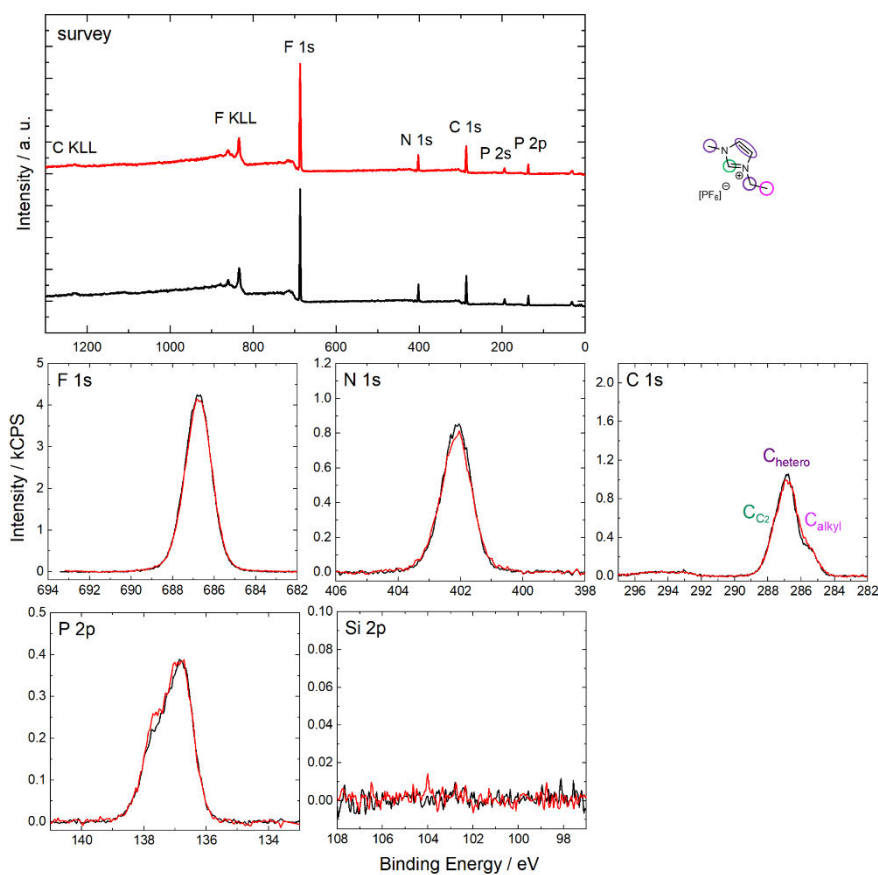 survey
F 1s
F KLL
C KLL
N 1s
C 1s
P 2s
P 2p
Intensity / a. u.
1200 1000 800 600 400 200 0
N
N
⊕
[PF₆]⊖
F 1s
5
4
3
2
1
0
694 692 690 688 686 684 682
Intensity / kCPS
N 1s
1.2
1.0
0.8
0.6
0.4
0.2
0.0
406 404 402 400 398
C 1s
2.0
1.6
1.2
0.8
0.4
0.0
C_hetero
C_C2
C_alkyl
296 294 292 290 288 286 284 282
P 2p
0.5
0.4
0.3
0.2
0.1
0.0
140 138 136 134
Si 2p
0.10
0.08
0.06
0.04
0.02
0.00
108 106 104 102 100 98
Binding Energy / eV